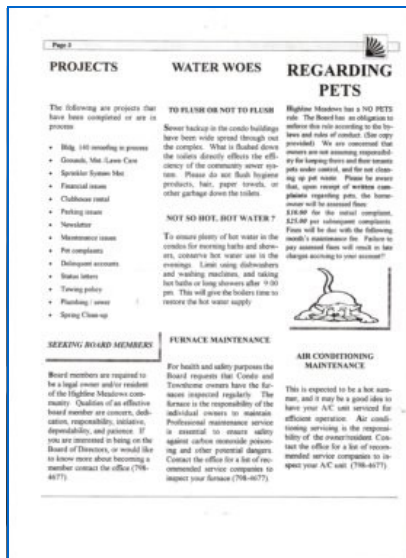 Page 3
PROJECTS
The following are projects that
have been completed or are in
process
Bldg. 140 reroofing in process
Grounds, Mnt /Lawn Care
Sprinkler System Mnt
Financial issues
Clubhouse rental
Parking issues
Newsletter
Maintenance issues
Pet complaints
Delinquent accounts
Status letters
Towing policy
Plumbing / sewer
Spring Clean-up
SEEKING BOARD MEMBERS
Board members are required to
be a legal owner and/or resident
of the Highline Meadows com-
munity Qualities of an effective
board member are concern, dedi-
cation, responsibility, initiative,
dependability, and patience. If
you are interested in being on the
Board of Directors, or would like
to know more about becoming a
member contact the office (798-
4677)
WATER WOES
TO FLUSH OR NOT TO FLUSH
Sewer backup in the condo buildings
have been wide spread through out
the complex. What is flushed down
the toilets directly effects the effi-
ciency of the community sewer sys-
tem. Please do not flush hygiene
products, hair, paper towels, or
other garbage down the toilets.
NOT SO HOT, HOT WATER ?
To ensure plenty of hot water in the
condos for morning baths and show-
ers, conserve hot water use in the
evenings. Limit using dishwashers
and washing machines, and taking
hot baths or long showers after 9:00
pm. This will give the boilers time to
restore the hot water supply
FURNACE MAINTENANCE
For health and safety purposes the
Board requests that Condo and
Townhome owners have the fur-
naces inspected regularly. The
furnace is the responsibility of the
individual owners to maintain.
Professional maintenance service
is essential to ensure safety
against carbon monoxide poison-
ing and other potential dangers.
Contact the office for a list of rec-
ommended service companies to
inspect your furnace (798-4677)
REGARDING
PETS
Highline Meadows has a NO PETS
rule. The Board has an obligation to
enforce this rule according to the by-
laws and rules of conduct. (See copy
provided) We are concerned that
owners are not assuming responsibil-
ity for keeping theirs and their tenants
pets under control, and for not clean-
ing up pet waste. Please be aware
that, upon receipt of written com-
plaints regarding pets, the home-
owner will be assessed fines:
$10.00 for the initial complaint,
$25.00 per subsequent complaints.
Fines will be due with the following
month's maintenance fee. Failure to
pay assessed fines will result in late
charges accruing to your account!
AIR CONDITIONING
MAINTENANCE
This is expected to be a hot sum-
mer, and it may be a good idea to
have your A/C unit serviced for
efficient operation. Air condi-
tioning servicing is the responsi-
bility of the owner/resident. Con-
tact the office for a list of recom-
mended service companies to in-
spect your A/C unit (798-4677)